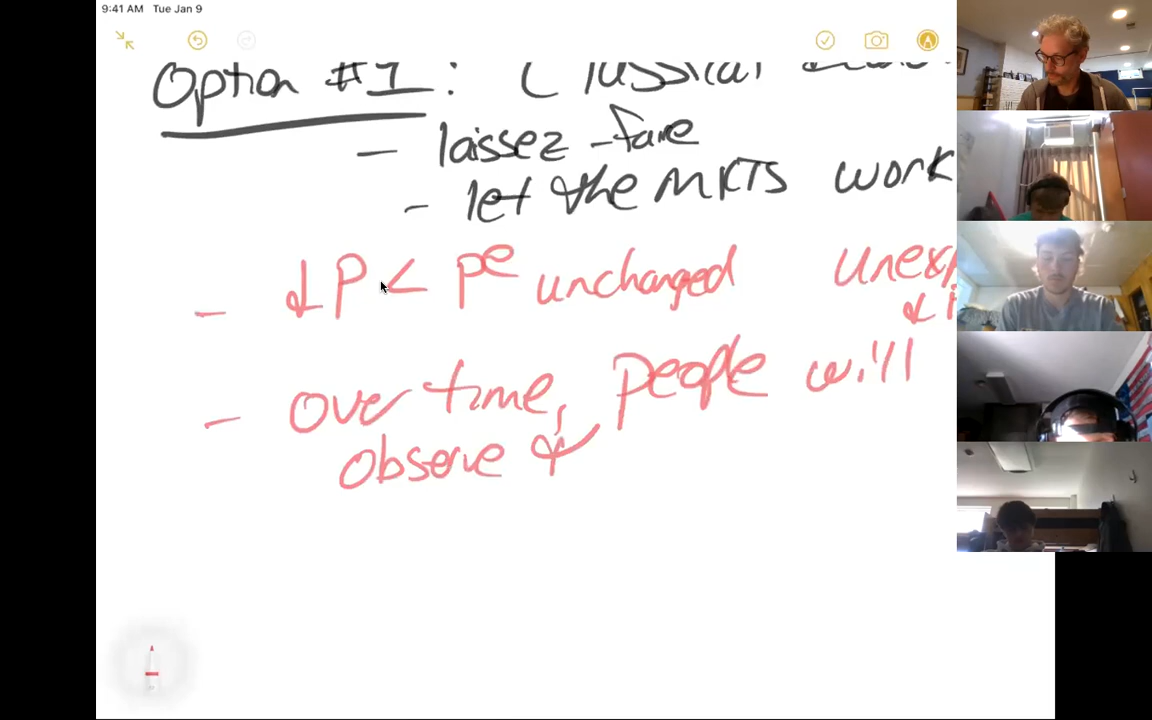 9:41 AM Tue Jan 9
Option #1: Classical
- laissez-faire
- let the MKTS work
- ↓P < pe unchanged
- over time, people will
observe ↓